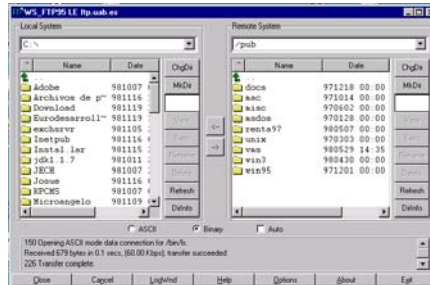 WS_FTP95 LE ftp.uab.es
Local System
Remote System
C:\
/pub
Name Date
ChgDir
MkDir
Adobe 981007
Archivos de p~ 981116
Download 981119
Eurodesarroll~ 981119
exchsrvr 981105
Inetpub 981116
Instal.lar 981115
jdk1.1.7 981011
JECH 981007
Josue 981116
KPCMS 981007
Microangelo 981109
View
Rename
Delete
Refresh
DirInfo
<-
->
Name Date
docs 971218 00:00
mac 971014 00:00
misc 970602 00:00
msdos 970128 00:00
renta97 980507 00:00
unix 970303 00:00
vms 980529 14:35
win3 980430 00:00
win95 971201 00:00
ChgDir
MkDir
View
Rename
Delete
Refresh
DirInfo
ASCII Binary Auto
150 Opening ASCII mode data connection for /bin/ls.
Received 679 bytes in 0.1 secs, (60.00 Kbps), transfer succeeded
226 Transfer complete.
Close Cancel LogWnd Help Options About Exit